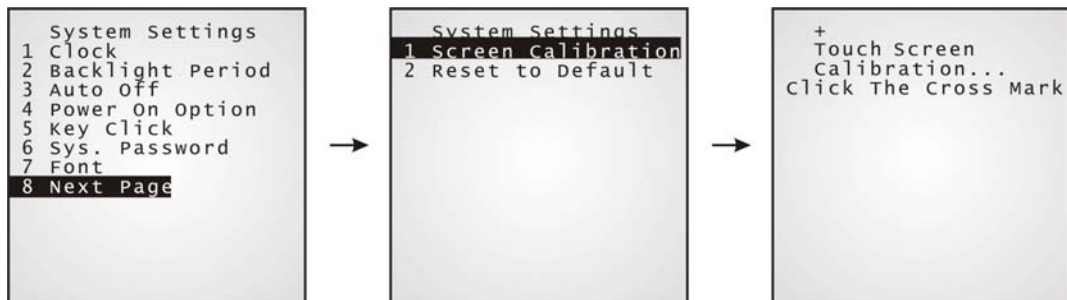 System Settings
1 Clock
2 Backlight Period
3 Auto Off
4 Power On Option
5 Key Click
6 Sys. Password
7 Font
8 Next Page
System Settings
1 Screen Calibration
2 Reset to Default
+
Touch Screen
Calibration...
Click The Cross Mark